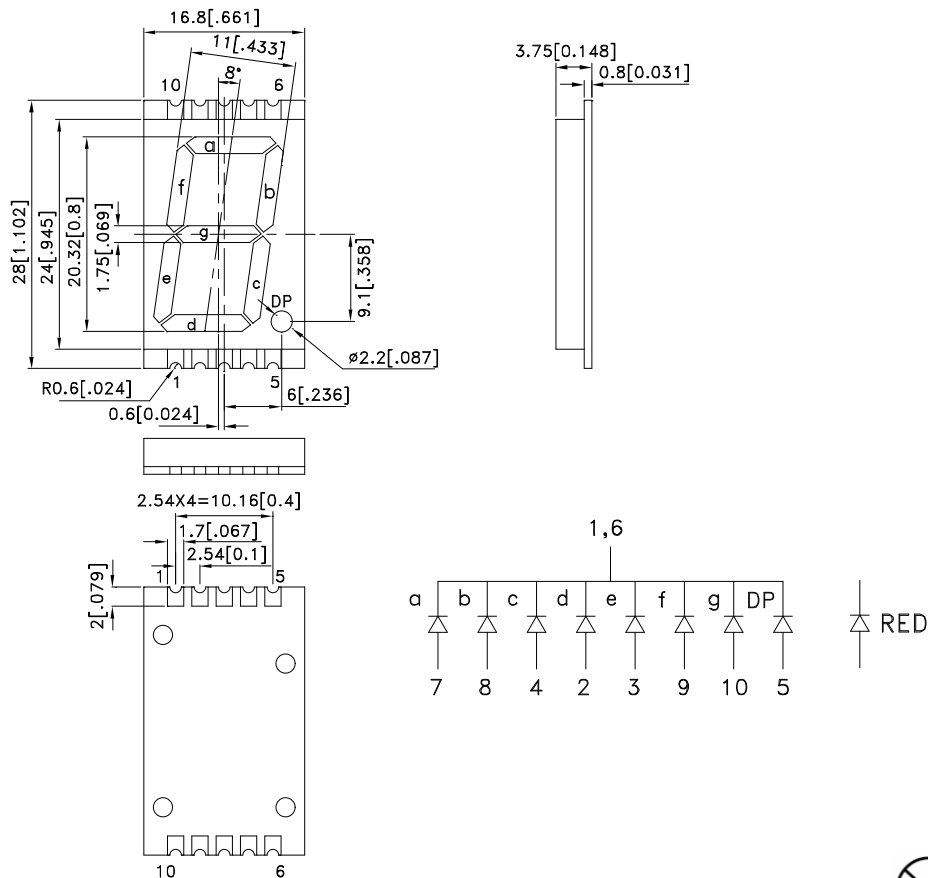 16.8[.661]
11[.433]
8°
10
6
28[1.102]
24[.945]
20.32[0.8]
1.75[.069]
a
b
f
g
e
c
d
DP
9.1[.358]
ø2.2[.087]
R0.6[.024]
1
5
6[.236]
0.6[0.024]
3.75[0.148]
0.8[0.031]
2.54X4=10.16[0.4]
1.7[.067]
2.54[0.1]
1
5
2[.079]
10
6
1,6
a b c d e f g DP
RED
7 8 4 2 3 9 10 5